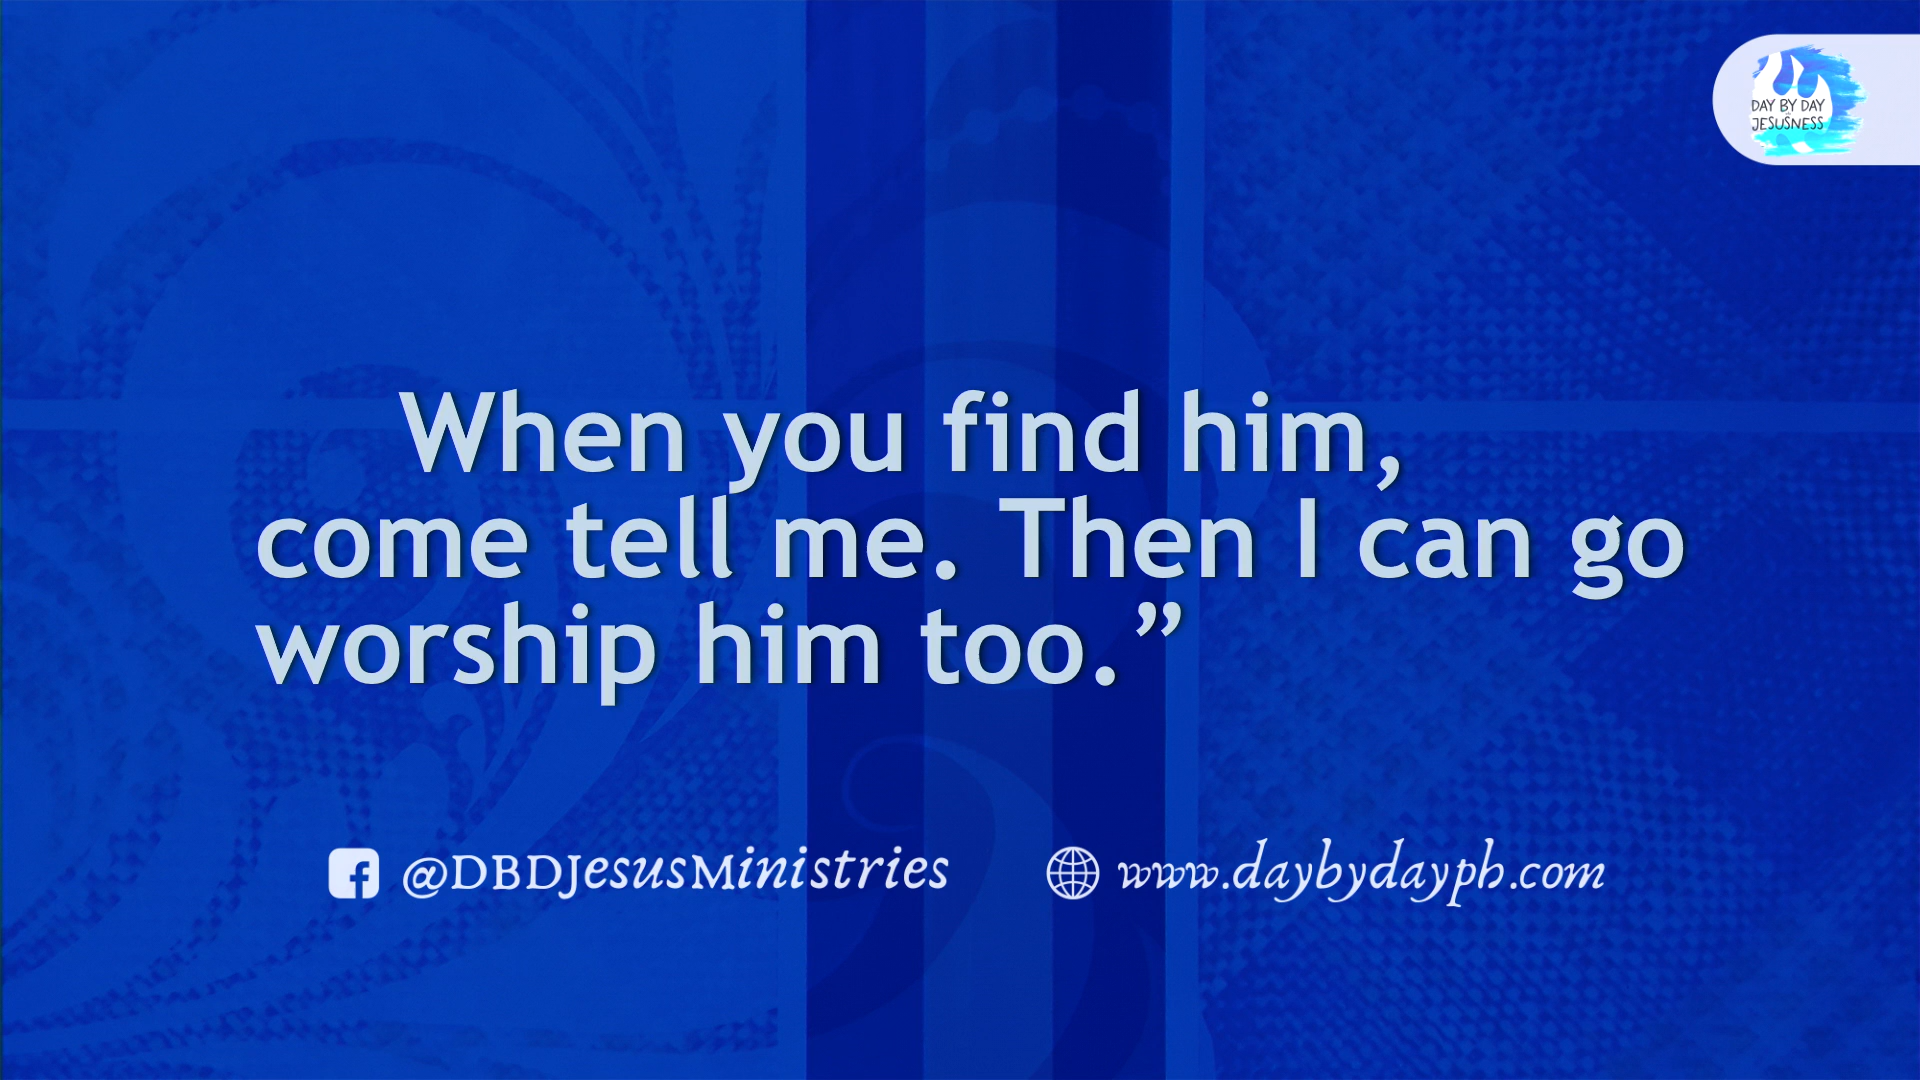 DAY BY DAY
JESUSNESS
When you find him,
come tell me. Then I can go
worship him too.”
@DBDJesusMinistries
www.daybydayph.com